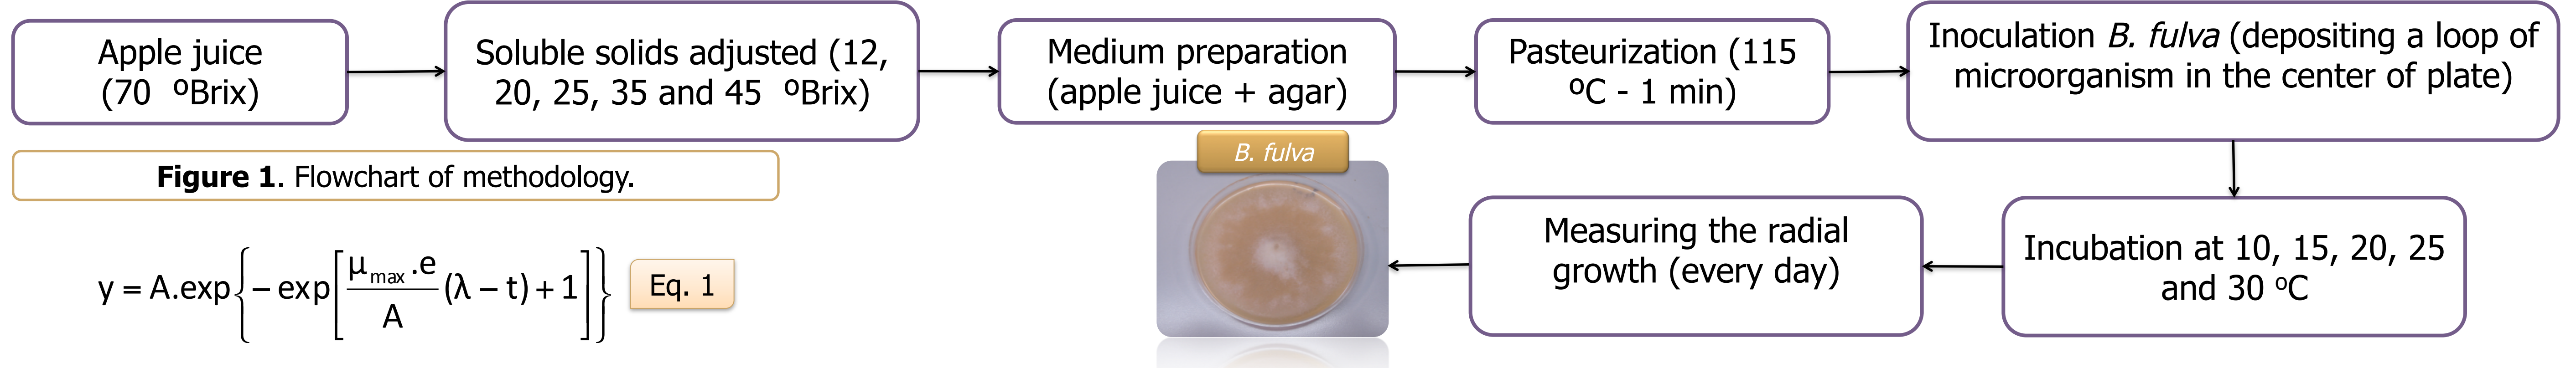 Apple juice
(70 ºBrix)
Soluble solids adjusted (12,
20, 25, 35 and 45 ºBrix)
Medium preparation
(apple juice + agar)
Pasteurization (115
ºC - 1 min)
Inoculation B. fulva (depositing a loop of
microorganism in the center of plate)
Incubation at 10, 15, 20, 25
and 30 ºC
Measuring the radial
growth (every day)
B. fulva
Figure 1. Flowchart of methodology.
y = A.exp{− exp[μmax.e/A (λ − t) + 1]}
Eq. 1